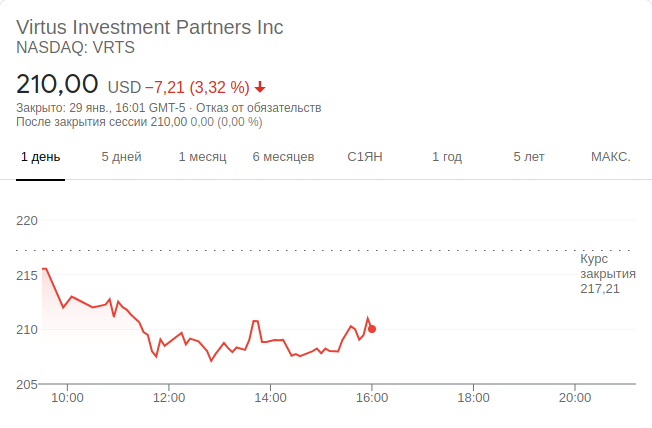 Virtus Investment Partners Inc
NASDAQ: VRTS
210,00 USD −7,21 (3,32 %)
Закрыто: 29 янв., 16:01 GMT-5 · Отказ от обязательств
После закрытия сессии 210,00 0,00 (0,00 %)
1 день 5 дней 1 месяц 6 месяцев С1ЯН 1 год 5 лет МАКС.
220
Курс
закрытия
217,21
215
210
205
10:00 12:00 14:00 16:00 18:00 20:00